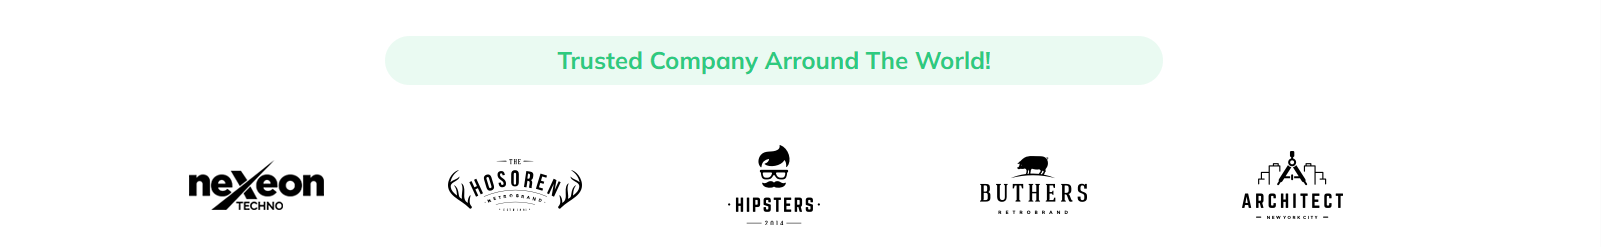 Trusted Company Arround The World!
neXeon
TECHNO
THE
HOSOREN
RETROBRAND
HIPSTERS
2014
BUTHERS
RETROBRAND
ARCHITECT
NEW YORK CITY